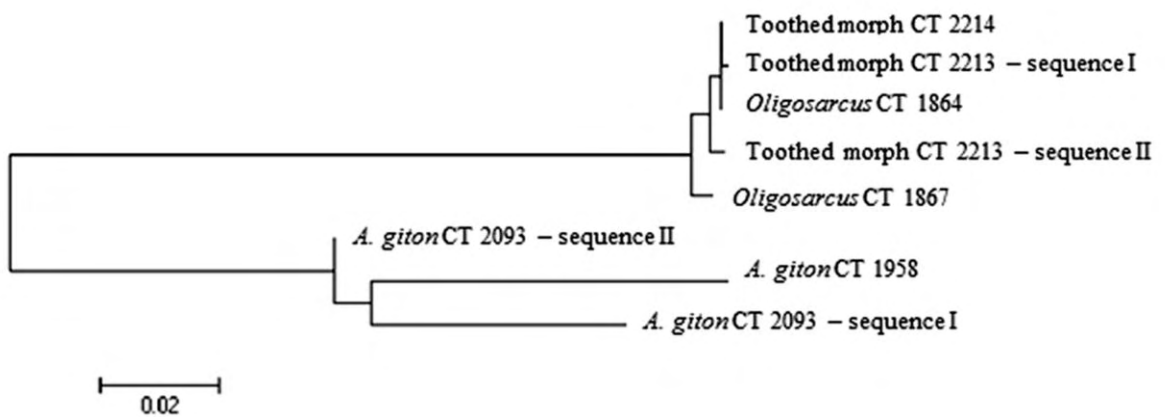 Toothed morph CT 2214
Toothed morph CT 2213 – sequence I
Oligosarcus CT 1864
Toothed morph CT 2213 – sequence II
Oligosarcus CT 1867
A. giton CT 2093 – sequence II
A. giton CT 1958
A. giton CT 2093 – sequence I
0.02